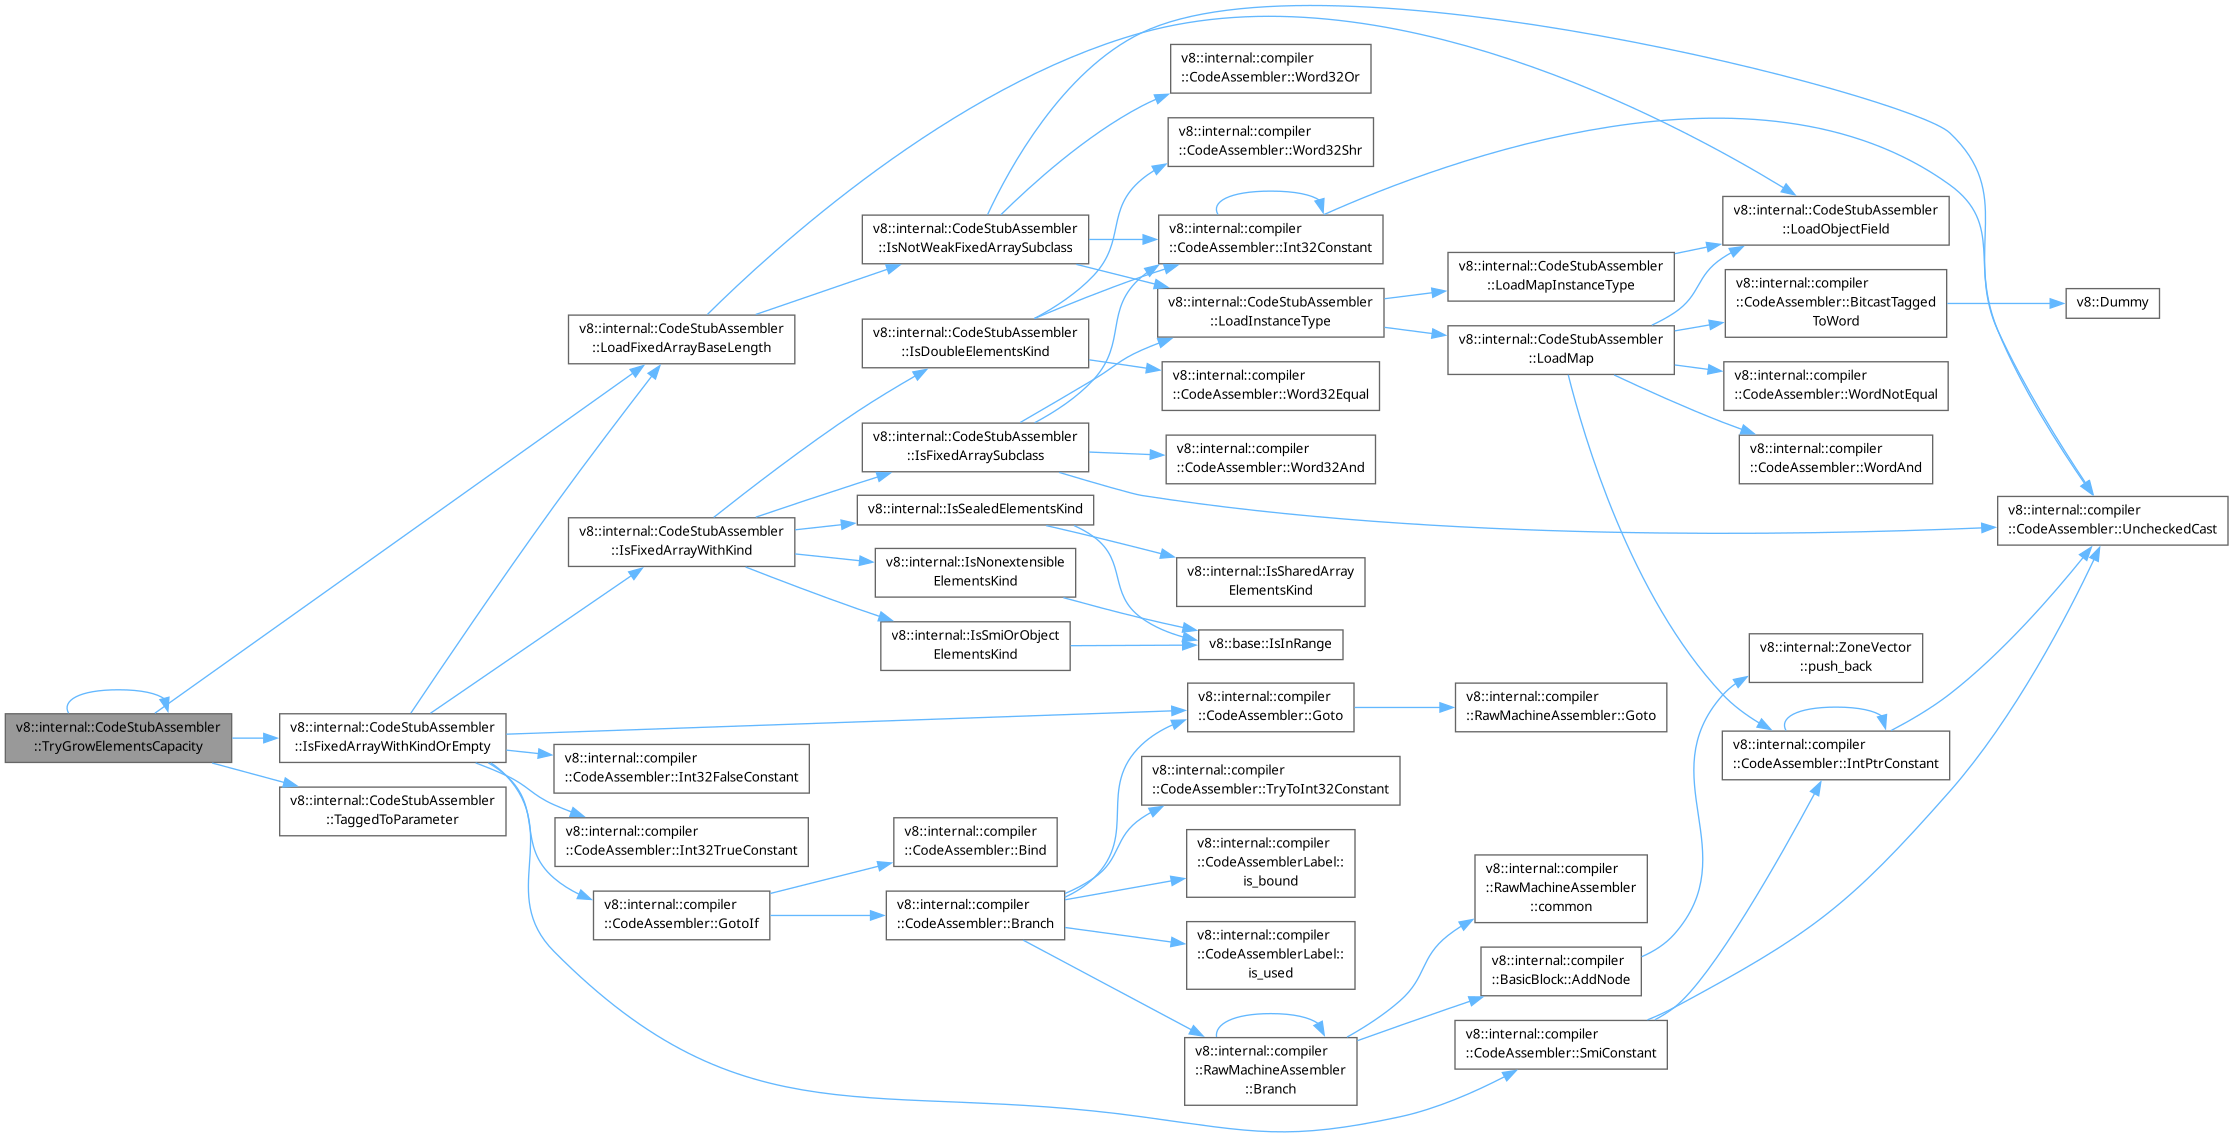 v8::internal::CodeStubAssembler
::TryGrowElementsCapacity
v8::internal::CodeStubAssembler
::IsFixedArrayWithKindOrEmpty
v8::internal::CodeStubAssembler
::TaggedToParameter
v8::internal::CodeStubAssembler
::LoadFixedArrayBaseLength
v8::internal::CodeStubAssembler
::IsFixedArrayWithKind
v8::internal::compiler
::CodeAssembler::Int32FalseConstant
v8::internal::compiler
::CodeAssembler::Int32TrueConstant
v8::internal::compiler
::CodeAssembler::GotoIf
v8::internal::CodeStubAssembler
::IsNotWeakFixedArraySubclass
v8::internal::CodeStubAssembler
::IsDoubleElementsKind
v8::internal::CodeStubAssembler
::IsFixedArraySubclass
v8::internal::IsSealedElementsKind
v8::internal::IsNonextensible
ElementsKind
v8::internal::IsSmiOrObject
ElementsKind
v8::internal::compiler
::CodeAssembler::Bind
v8::internal::compiler
::CodeAssembler::Branch
v8::internal::compiler
::CodeAssembler::Word32Or
v8::internal::compiler
::CodeAssembler::Word32Shr
v8::internal::compiler
::CodeAssembler::Int32Constant
v8::internal::CodeStubAssembler
::LoadInstanceType
v8::internal::compiler
::CodeAssembler::Word32Equal
v8::internal::compiler
::CodeAssembler::Word32And
v8::internal::IsSharedArray
ElementsKind
v8::base::IsInRange
v8::internal::compiler
::CodeAssembler::Goto
v8::internal::compiler
::CodeAssembler::TryToInt32Constant
v8::internal::compiler
::CodeAssemblerLabel::
is_bound
v8::internal::compiler
::CodeAssemblerLabel::
is_used
v8::internal::compiler
::RawMachineAssembler
::Branch
v8::internal::CodeStubAssembler
::LoadMapInstanceType
v8::internal::CodeStubAssembler
::LoadMap
v8::internal::compiler
::RawMachineAssembler::Goto
v8::internal::compiler
::RawMachineAssembler
::common
v8::internal::compiler
::BasicBlock::AddNode
v8::internal::compiler
::CodeAssembler::SmiConstant
v8::internal::CodeStubAssembler
::LoadObjectField
v8::internal::compiler
::CodeAssembler::BitcastTagged
ToWord
v8::internal::compiler
::CodeAssembler::WordNotEqual
v8::internal::compiler
::CodeAssembler::WordAnd
v8::internal::ZoneVector
::push_back
v8::internal::compiler
::CodeAssembler::IntPtrConstant
v8::Dummy
v8::internal::compiler
::CodeAssembler::UncheckedCast